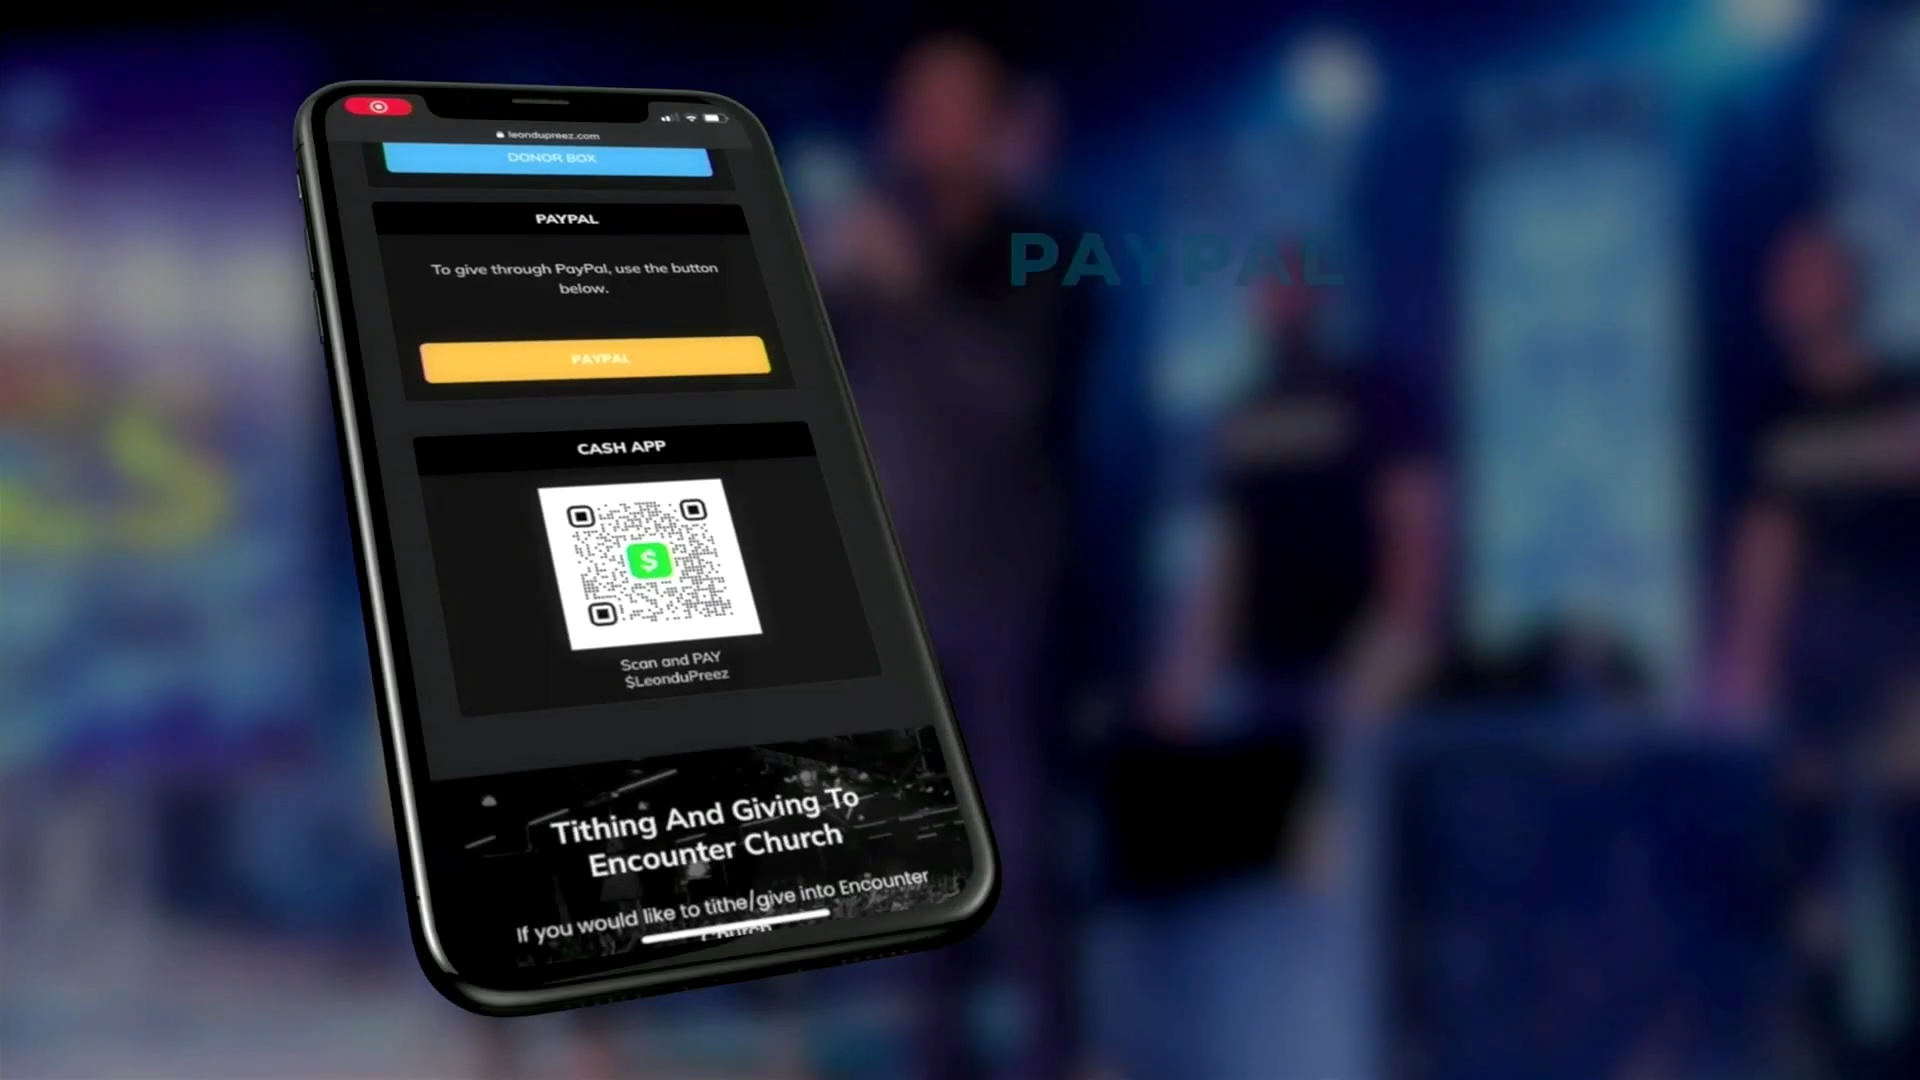 leondupreez.com
DONOR BOX
PAYPAL
To give through PayPal, use the button
below.
PAYPAL
CASH APP
$
Scan and PAY
$LeonduPreez
Tithing And Giving To
Encounter Church
If you would like to tithe/give into Encounter
Church
PAYPAL